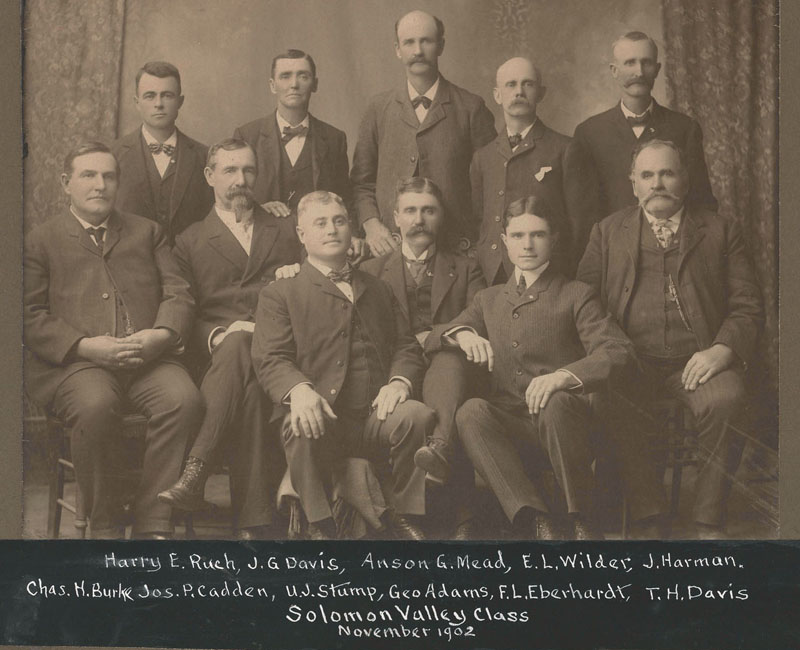 Harry E. Ruch, J. G Davis, Anson G. Mead, E. L. Wilder, J. Harman.
Chas. H. Burke Jos. P. Cadden, U. J. Stump, Geo Adams, F. L. Eberhardt, T. H. Davis
Solomon Valley Class
November 1902